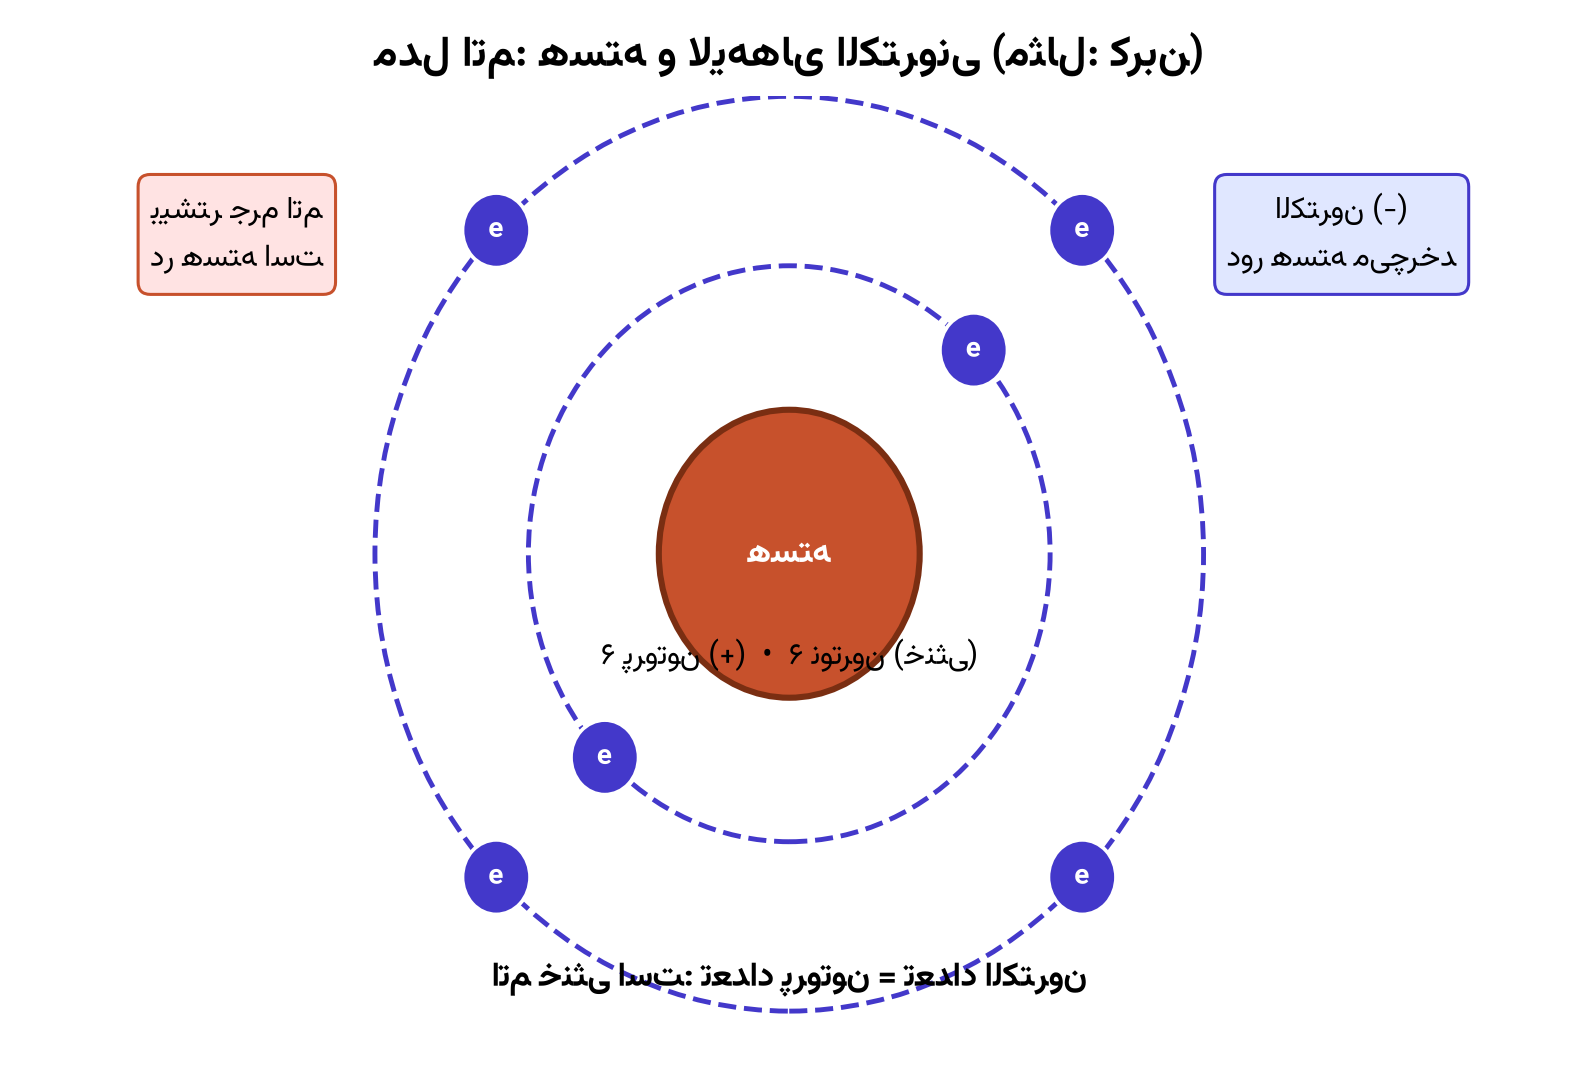 مدل اتم: هسته و لایه‌های الکترونی (مثال: کربن)
الکترون (−)
دور هسته می‌چرخد
بیشتر جرم اتم
در هسته است
e
e
e
هسته
۶ پروتون (+) • ۶ نوترون (خنثی)
e
e
e
اتم خنثی است: تعداد پروتون = تعداد الکترون